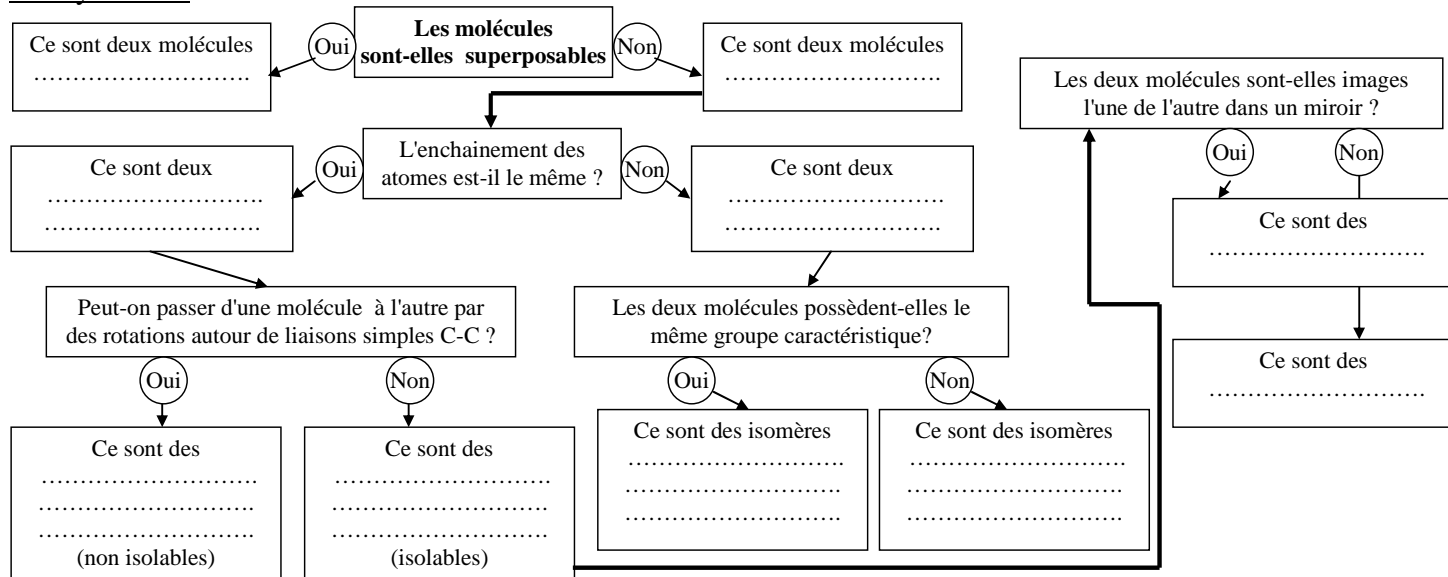 Les molécules
sont-elles superposables
Oui
Non
Ce sont deux molécules
……………………….
Ce sont deux molécules
……………………….
L'enchainement des
atomes est-il le même ?
Oui
Non
Ce sont deux
……………………….
……………………….
Ce sont deux
……………………….
……………………….
Peut-on passer d'une molécule à l'autre par
des rotations autour de liaisons simples C-C ?
Oui
Non
Ce sont des
……………………….
……………………….
……………………….
(non isolables)
Ce sont des
……………………….
……………………….
……………………….
(isolables)
Les deux molécules possèdent-elles le
même groupe caractéristique?
Oui
Non
Ce sont des isomères
……………………….
……………………….
……………………….
Ce sont des isomères
……………………….
……………………….
……………………….
Les deux molécules sont-elles images
l'une de l'autre dans un miroir ?
Oui
Non
Ce sont des
……………………….
Ce sont des
……………………….